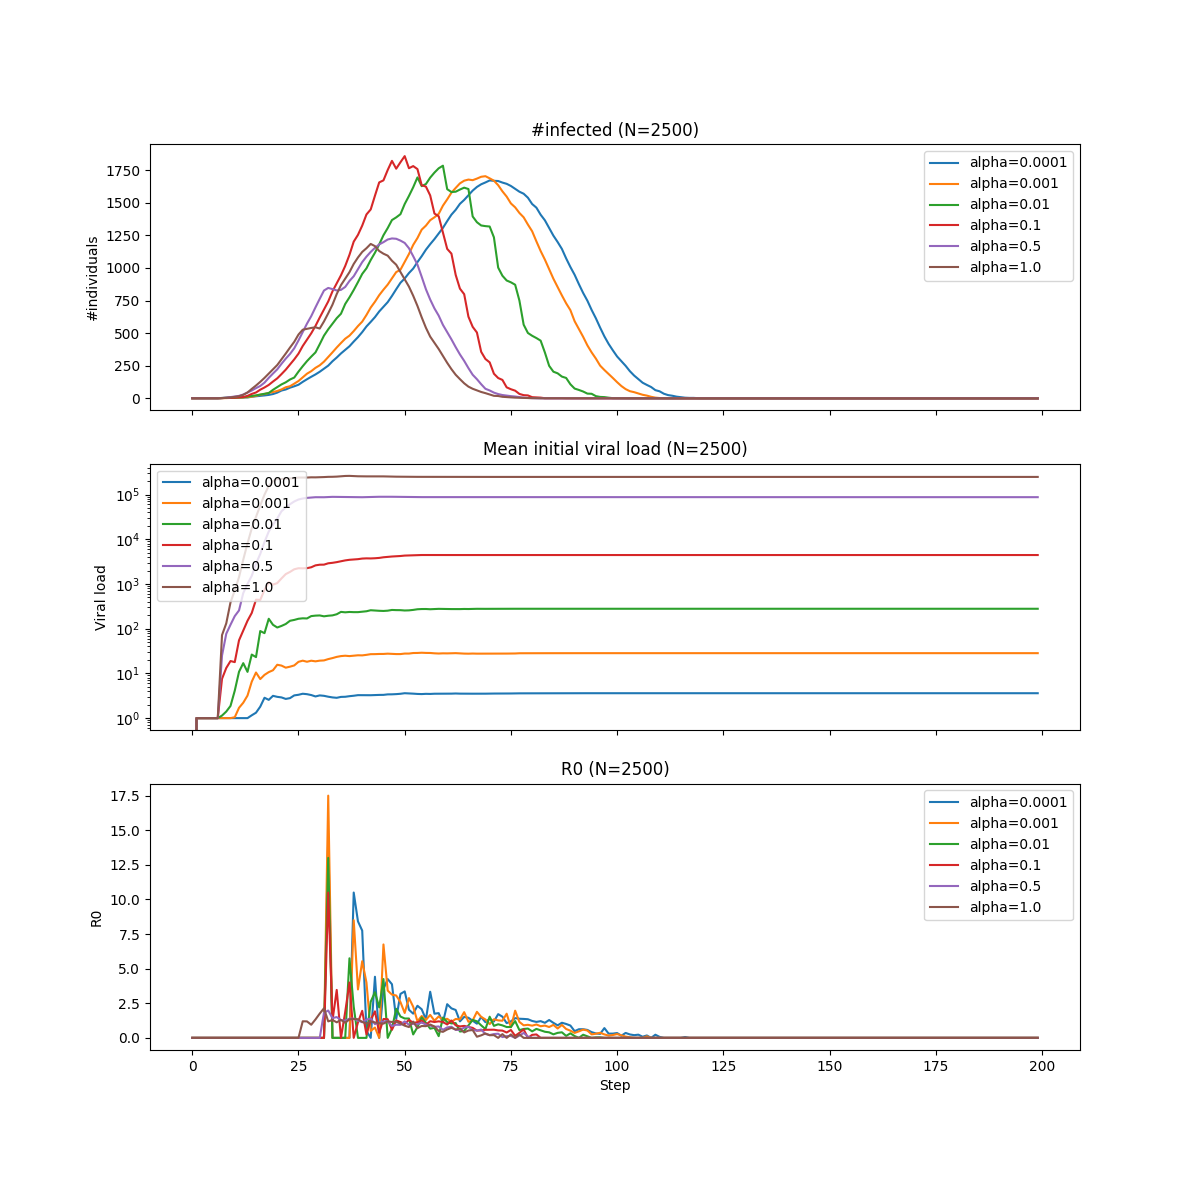 #infected (N=2500)
#individuals
1750
1500
1250
1000
750
500
250
0
alpha=0.0001
alpha=0.001
alpha=0.01
alpha=0.1
alpha=0.5
alpha=1.0
Mean initial viral load (N=2500)
Viral load
10^5
10^4
10^3
10^2
10^1
10^0
alpha=0.0001
alpha=0.001
alpha=0.01
alpha=0.1
alpha=0.5
alpha=1.0
R0 (N=2500)
R0
17.5
15.0
12.5
10.0
7.5
5.0
2.5
0.0
alpha=0.0001
alpha=0.001
alpha=0.01
alpha=0.1
alpha=0.5
alpha=1.0
0 25 50 75 100 125 150 175 200
Step